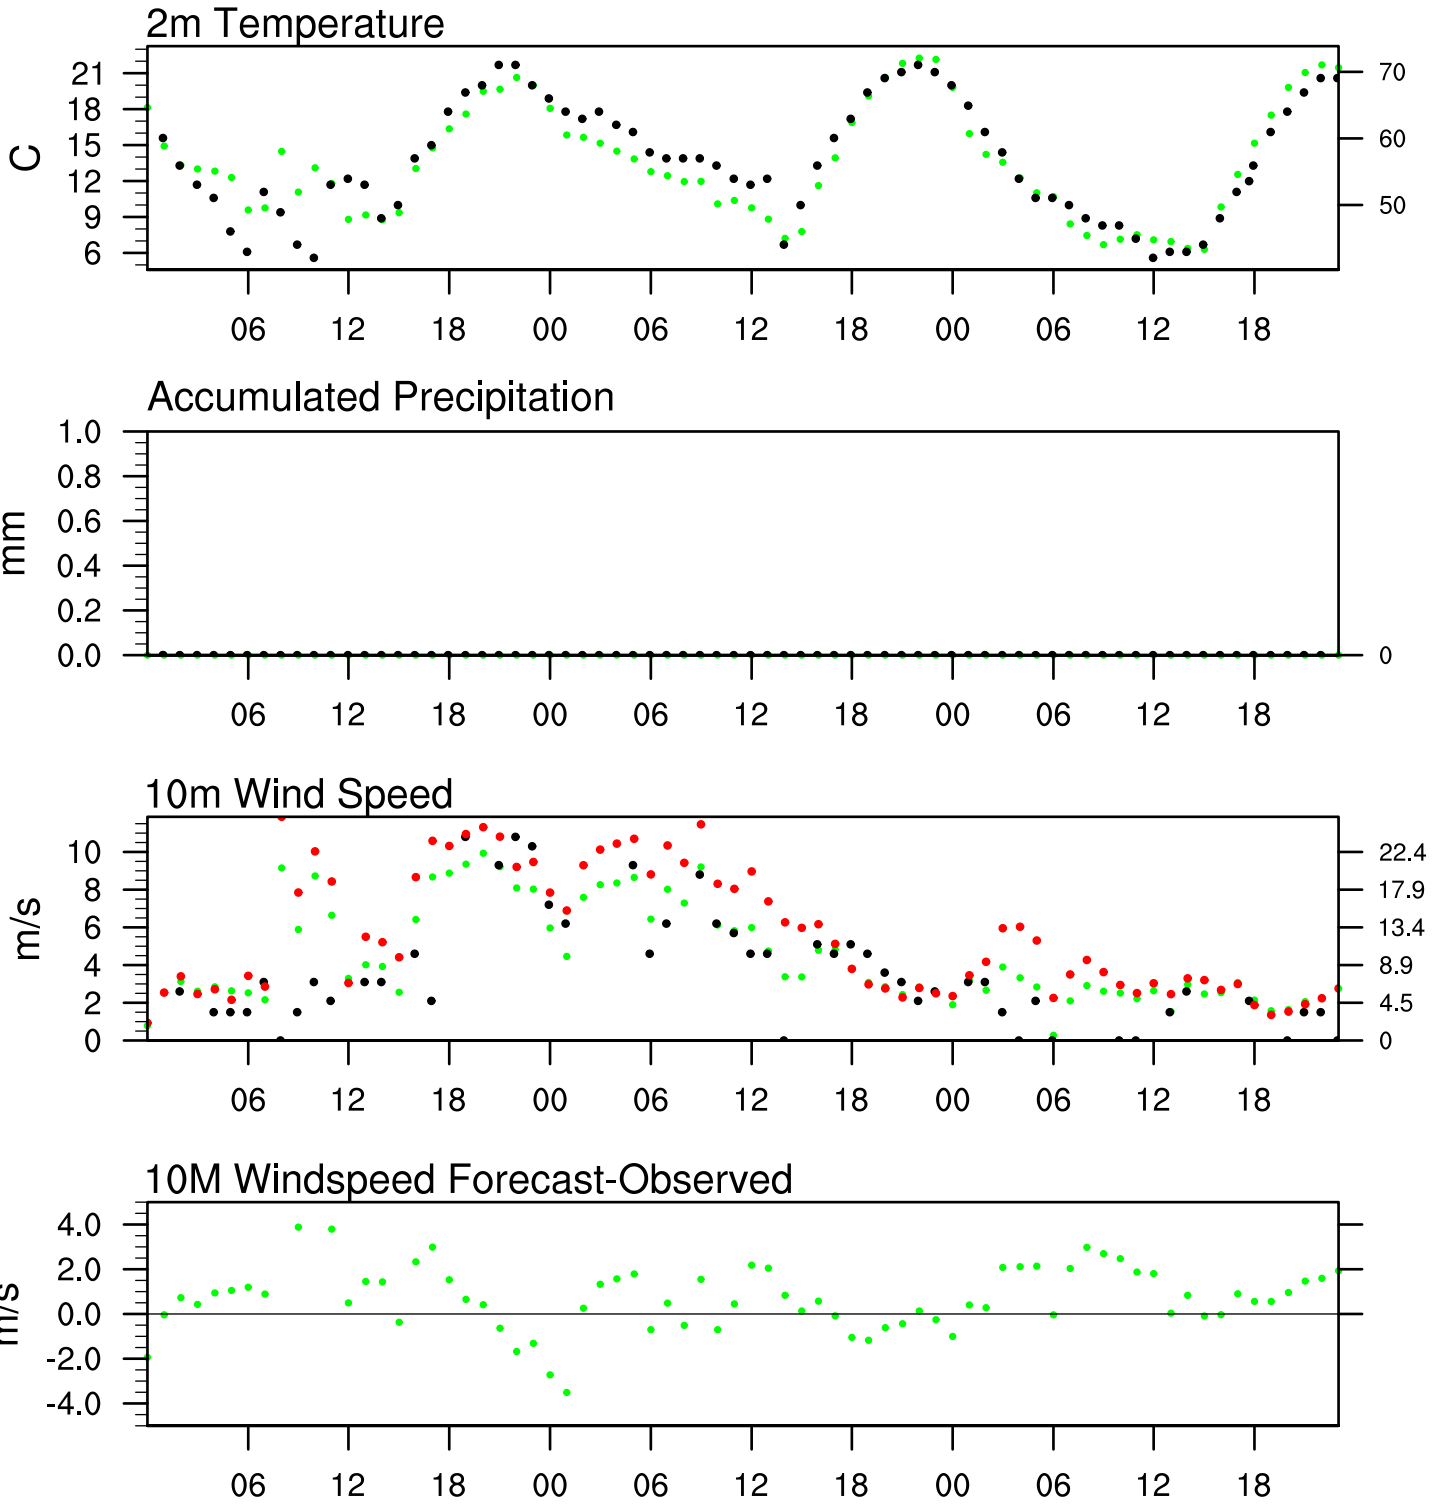 2m Temperature
21
18
15
12
9
6
C
70
60
50
06 12 18 00 06 12 18 00 06 12 18
Accumulated Precipitation
1.0
0.8
0.6
0.4
0.2
0.0
mm
0
06 12 18 00 06 12 18 00 06 12 18
10m Wind Speed
10
8
6
4
2
0
m/s
22.4
17.9
13.4
8.9
4.5
0
06 12 18 00 06 12 18 00 06 12 18
10M Windspeed Forecast-Observed
4.0
2.0
0.0
-2.0
-4.0
m/s
06 12 18 00 06 12 18 00 06 12 18